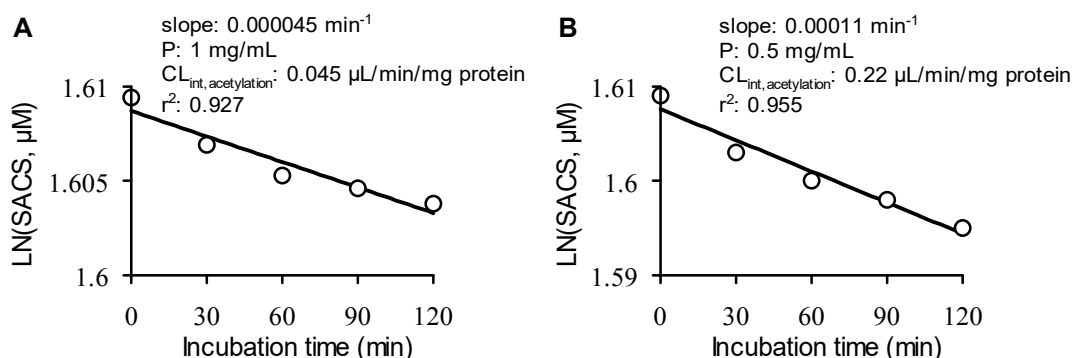 A
slope: 0.000045 min⁻¹
P: 1 mg/mL
CLint,acetylation: 0.045 µL/min/mg protein
r²: 0.927
1.61
1.605
1.6
LN(SACS, µM)
0 30 60 90 120
Incubation time (min)
B
slope: 0.00011 min⁻¹
P: 0.5 mg/mL
CLint,acetylation: 0.22 µL/min/mg protein
r²: 0.955
1.61
1.6
1.59
LN(SACS, µM)
0 30 60 90 120
Incubation time (min)